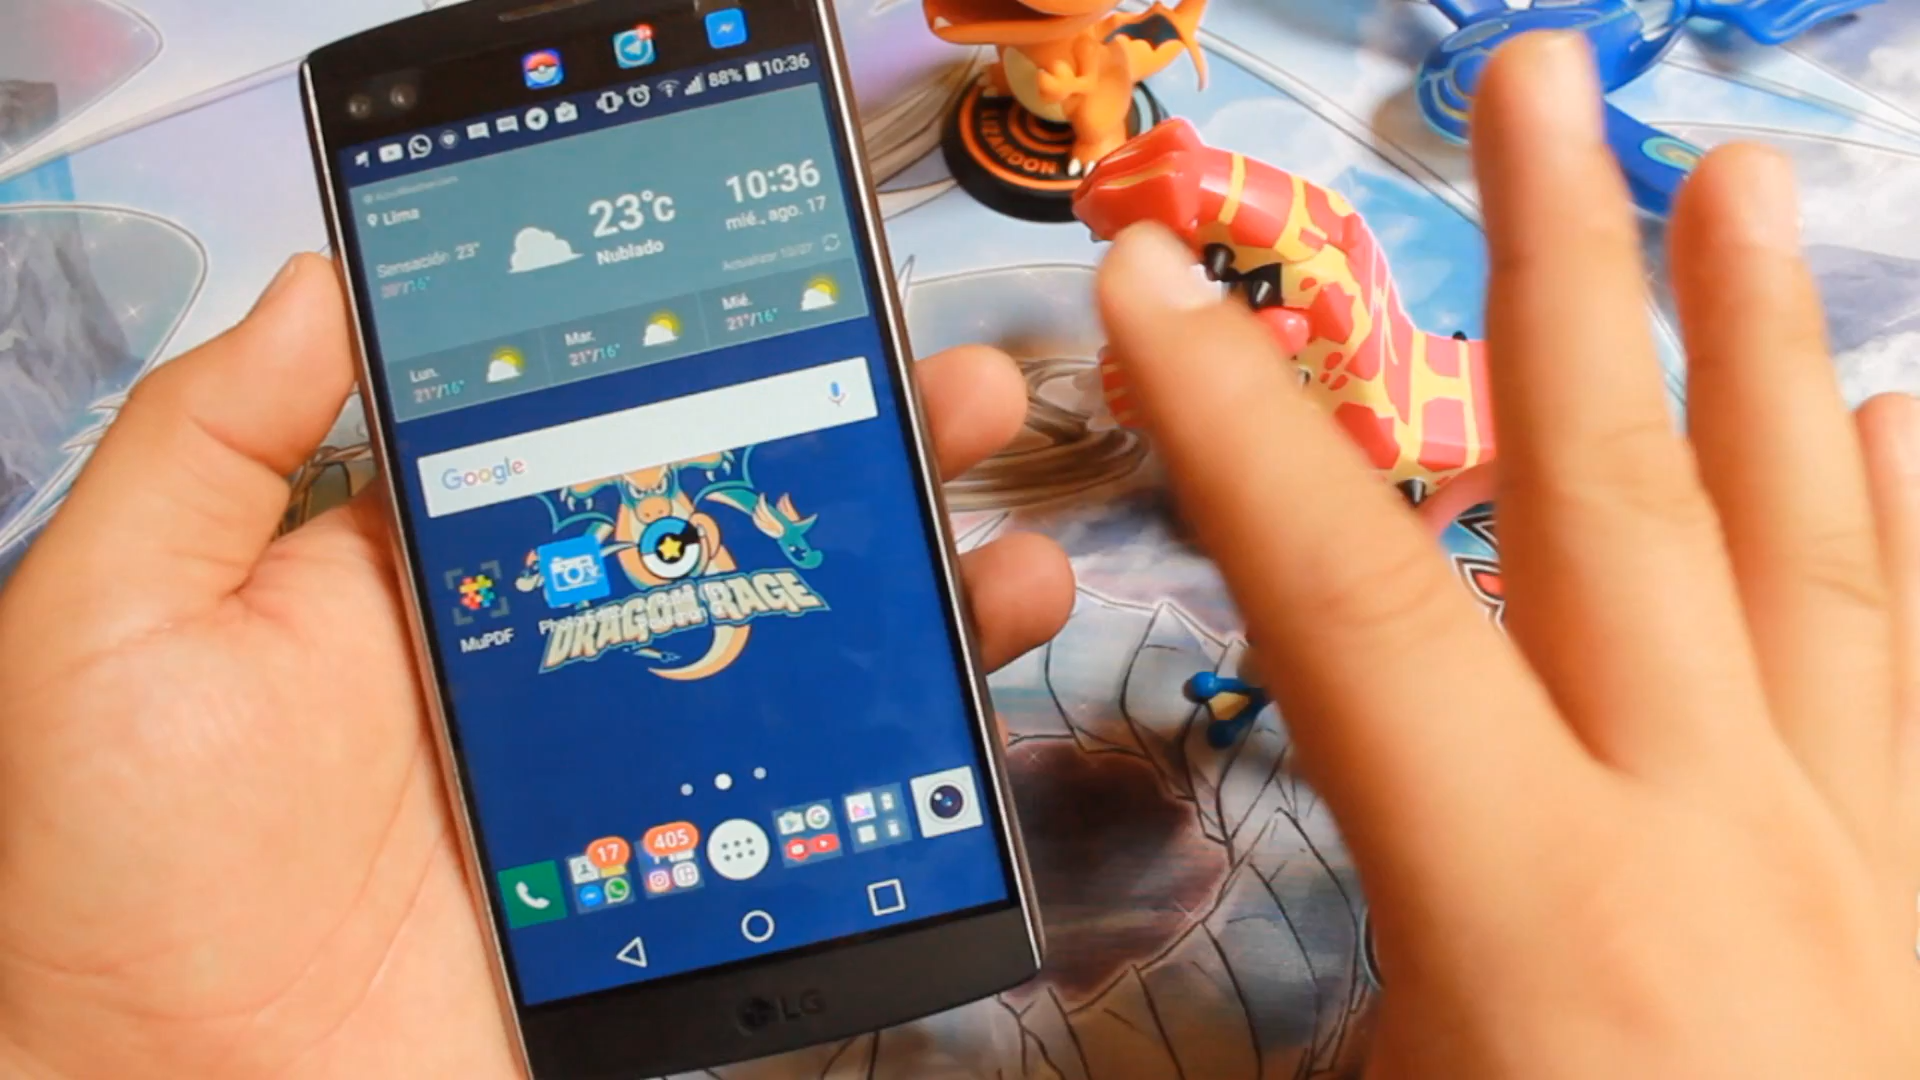 88% 10:36
Lima
23°c
10:36
Nublado
mié., ago. 17
Sensación 23°
Lun.
21°/16°
Mar.
21°/16°
Mié.
21°/16°
Google
MuPDF
DRAGON RAGE
17
405
LG
IZARDON